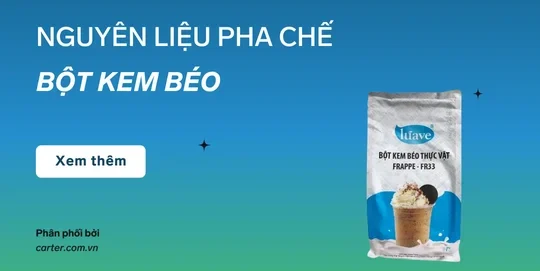 NGUYÊN LIỆU PHA CHẾ
BỘT KEM BÉO
Xem thêm
Phân phối bởi
carter.com.vn
luave
BỘT KEM BÉO THỰC VẬT
FRAPPE - FR33